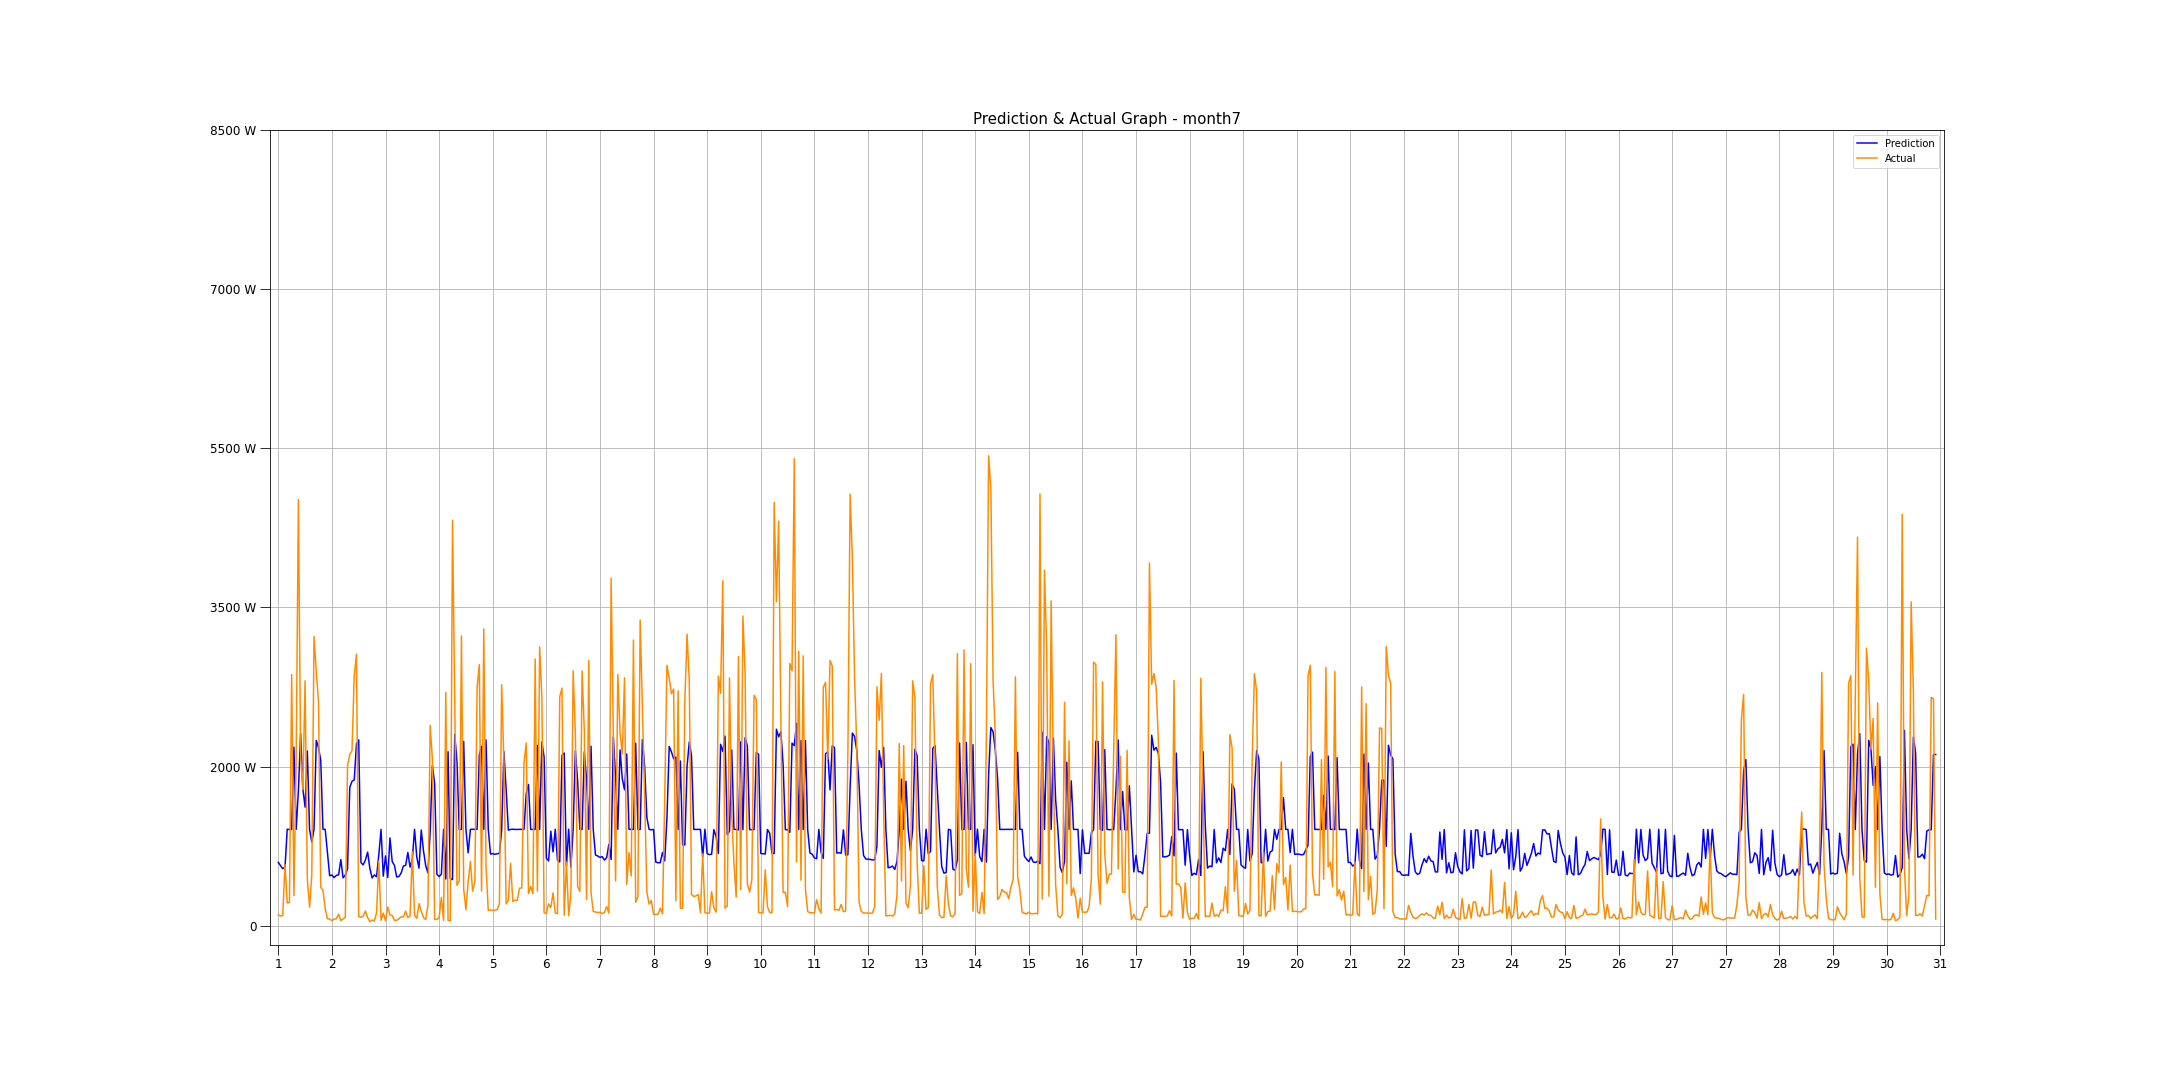 Prediction & Actual Graph - month7
8500 W
7000 W
5500 W
3500 W
2000 W
0
Prediction
Actual
1 2 3 4 5 6 7 8 9 10 11 12 13 14 15 16 17 18 19 20 21 22 23 24 25 26 27 27 28 29 30 31